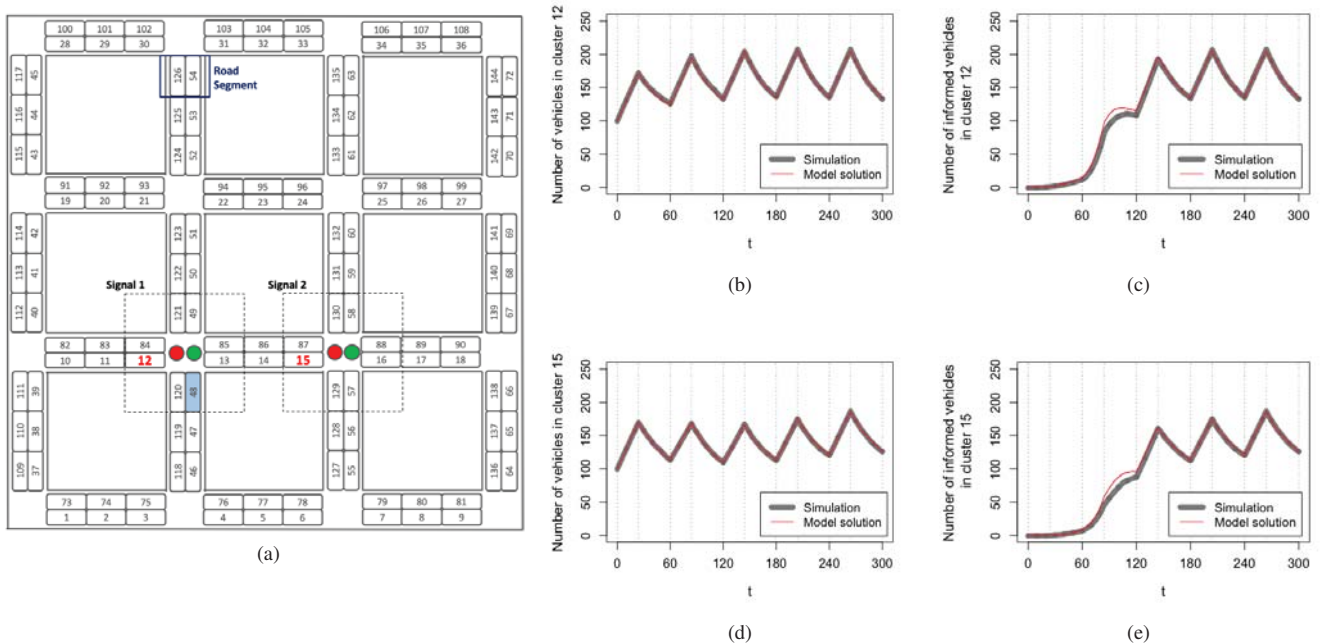 100 101 102 103 104 105 106 107 108
28 29 30 31 32 33 34 35 36
117 45 126 54 Road Segment 135 63 144 72
116 44 125 53 134 62 143 71
115 43 124 52 133 61 142 70
91 92 93 94 95 96 97 98 99
19 20 21 22 23 24 25 26 27
114 42 123 51 132 60 141 69
113 41 122 50 131 59 140 68
Signal 1 Signal 2
112 40 121 49 130 58 139 67
82 83 84 85 86 87 88 89 90
10 11 12 13 14 15 16 17 18
111 39 120 48 129 57 138 66
110 38 119 47 128 56 137 65
109 37 118 46 127 55 136 64
73 74 75 76 77 78 79 80 81
1 2 3 4 5 6 7 8 9
(a)
Number of vehicles in cluster 12
250
200
150
100
50
0
Simulation
Model solution
0 60 120 180 240 300
t
(b)
Number of informed vehicles
in cluster 12
250
200
150
100
50
0
Simulation
Model solution
0 60 120 180 240 300
t
(c)
Number of vehicles in cluster 15
250
200
150
100
50
0
Simulation
Model solution
0 60 120 180 240 300
t
(d)
Number of informed vehicles
in cluster 15
250
200
150
100
50
0
Simulation
Model solution
0 60 120 180 240 300
t
(e)